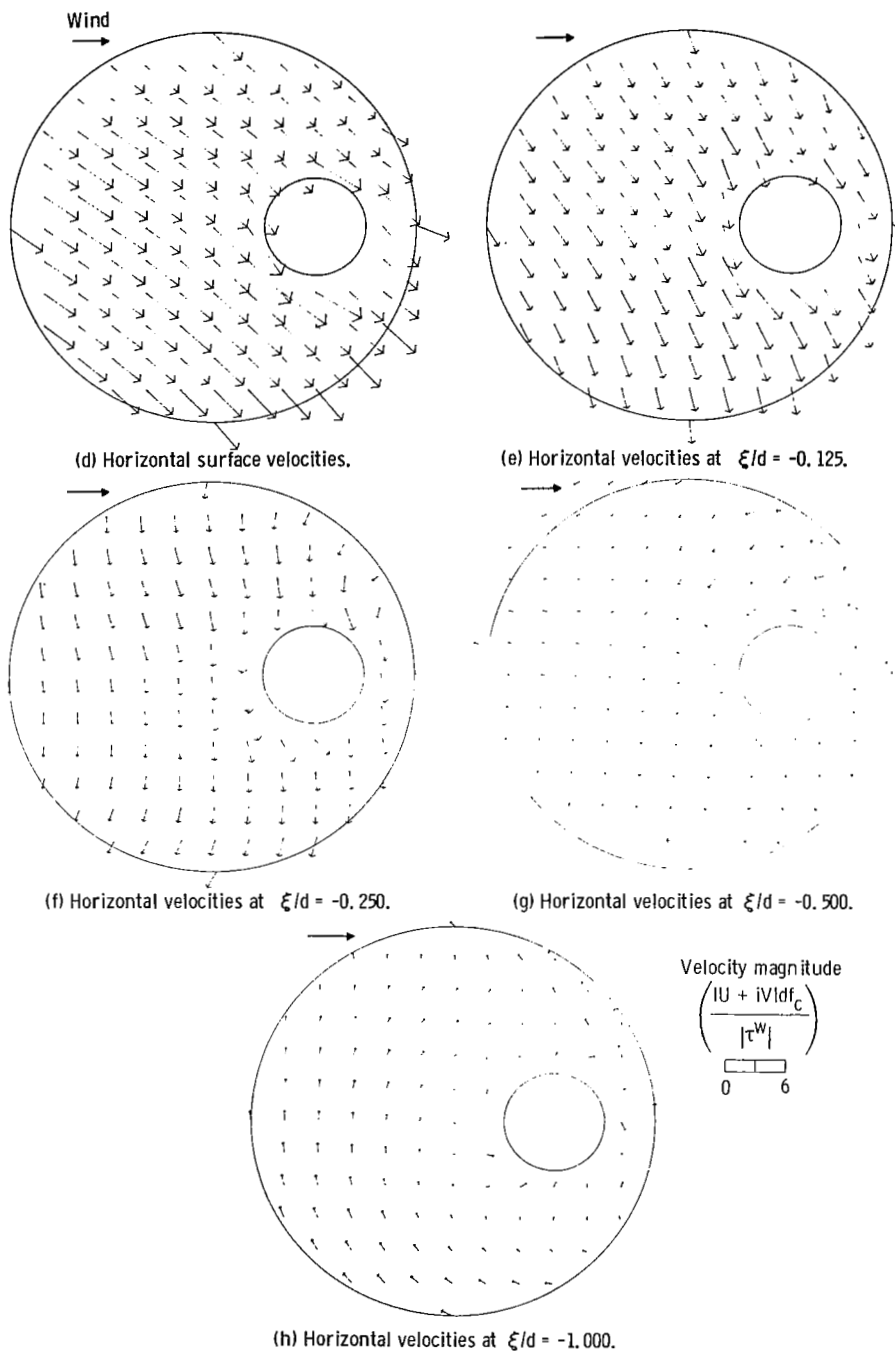 Wind
(d) Horizontal surface velocities.
(e) Horizontal velocities at ξ/d = -0.125.
(f) Horizontal velocities at ξ/d = -0.250.
(g) Horizontal velocities at ξ/d = -0.500.
Velocity magnitude
(|U + iV|df_c / |τ^W|)
0 6
(h) Horizontal velocities at ξ/d = -1.000.